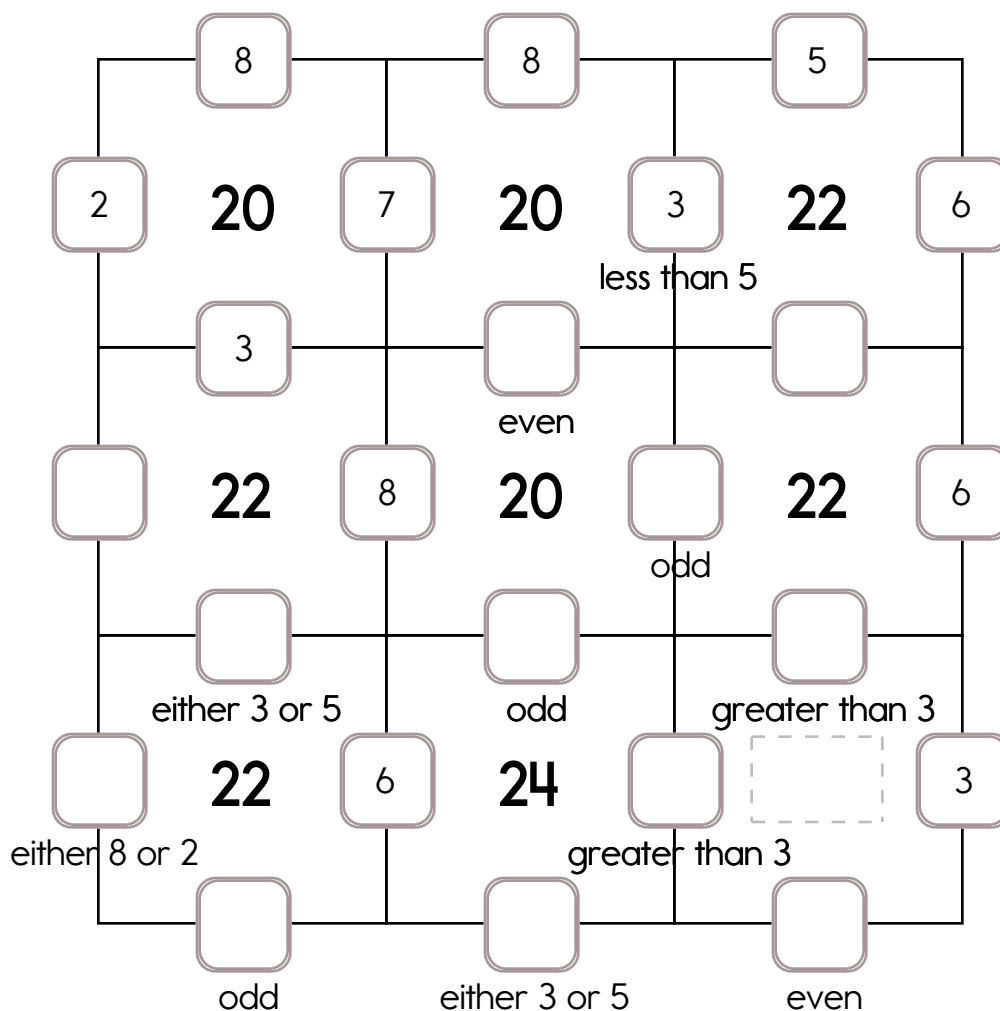 8 8 5
2 20 7 20 3 22 6
less than 5
3
even
22 8 20 22 6
odd
either 3 or 5 odd greater than 3
22 6 24 3
either 8 or 2 greater than 3
odd either 3 or 5 even